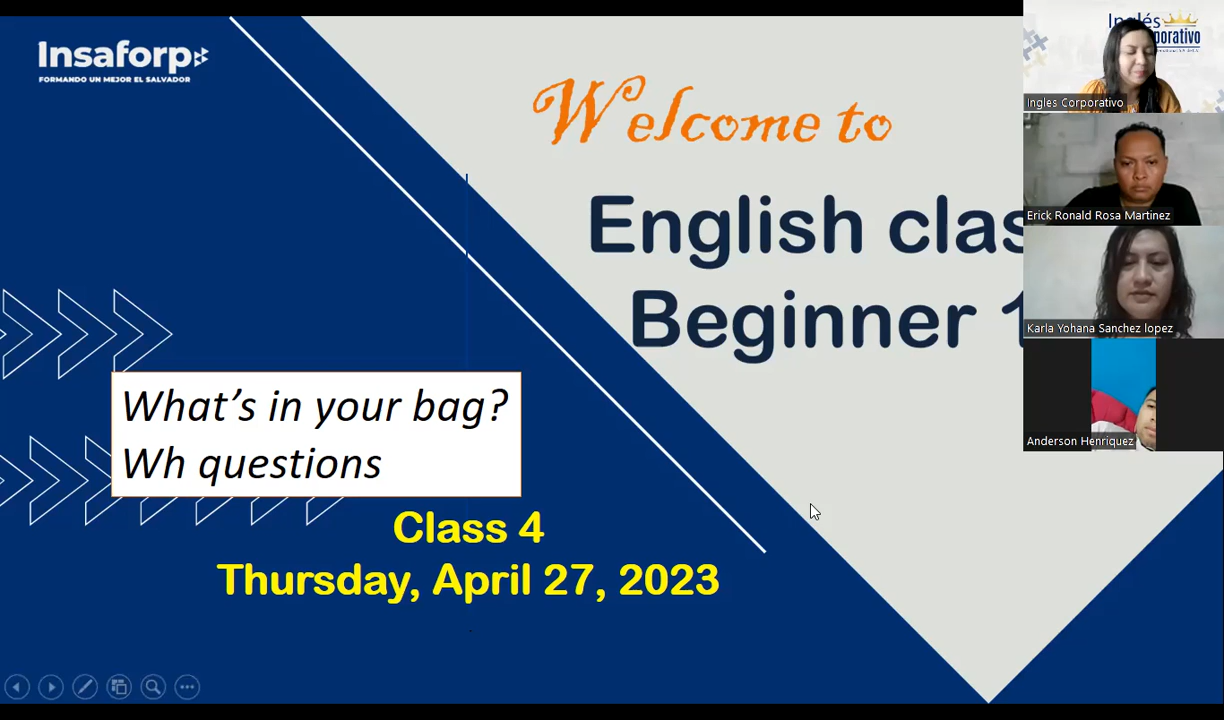 Insaforp
FORMANDO UN MEJOR EL SALVADOR
Welcome to
English clas
Beginner 1
What's in your bag?
Wh questions
Class 4
Thursday, April 27, 2023
Inglés
Ingles Corporativo
Erick Ronald Rosa Martinez
Karla Yohana Sanchez lopez
Anderson Henriquez